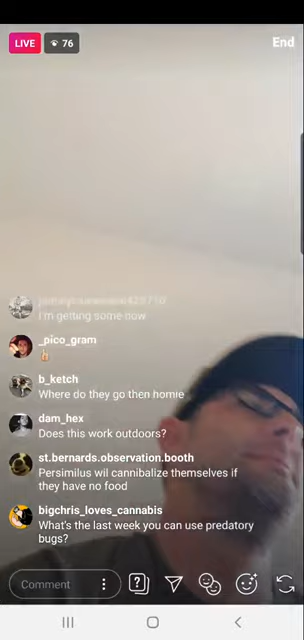 LIVE
76
End
I'm getting some now
_pico_gram
b_ketch
Where do they go then homie
dam_hex
Does this work outdoors?
st.bernards.observation.booth
Persimilus wil cannibalize themselves if
they have no food
bigchris_loves_cannabis
What's the last week you can use predatory
bugs?
Comment